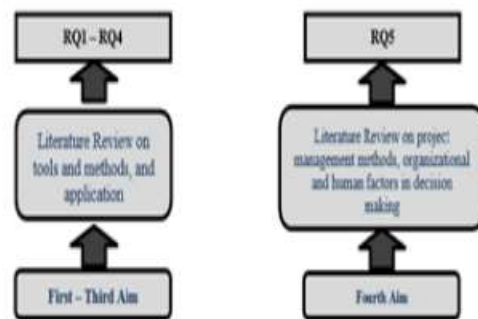 RQ1 – RQ4
Literature Review on
tools and methods, and
application
First – Third Aim
RQ5
Literature Review on project
management methods, organizational
and human factors in decision
making
Fourth Aim